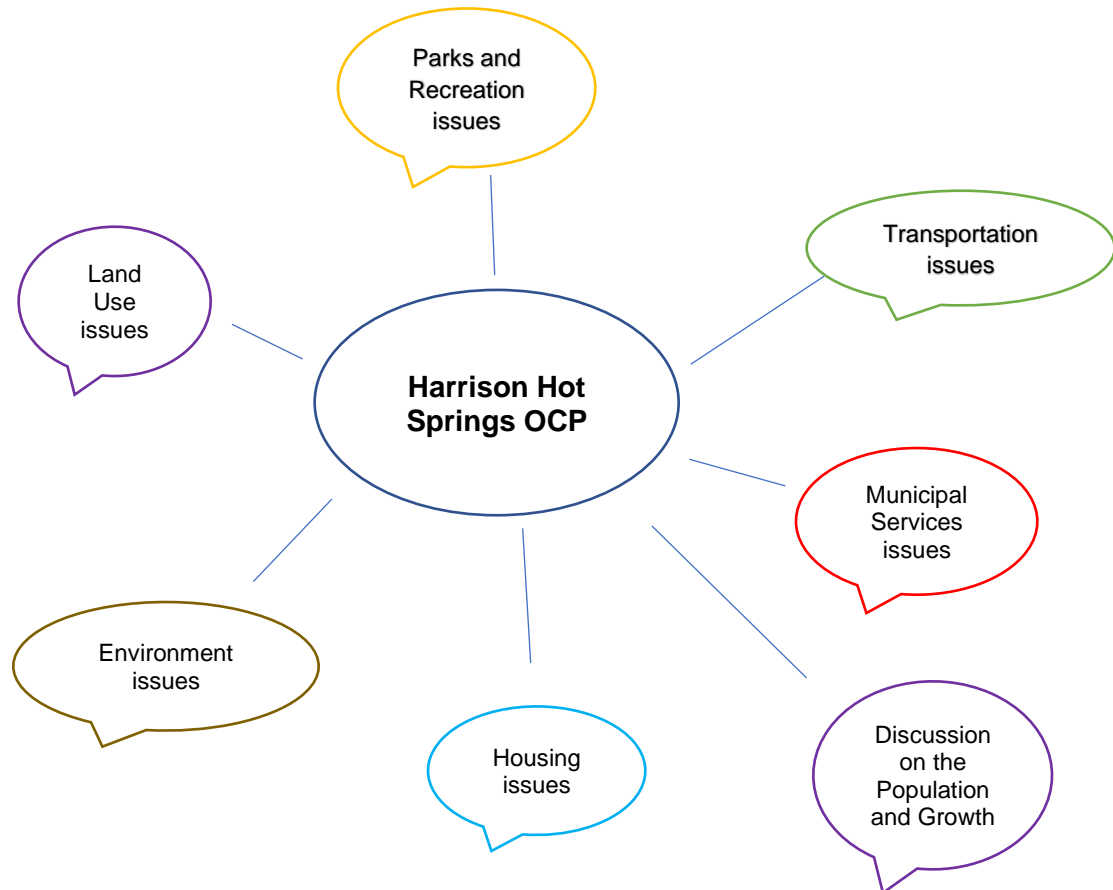 Parks and
Recreation
issues
Transportation
issues
Land
Use
issues
Harrison Hot
Springs OCP
Municipal
Services
issues
Environment
issues
Housing
issues
Discussion
on the
Population
and Growth